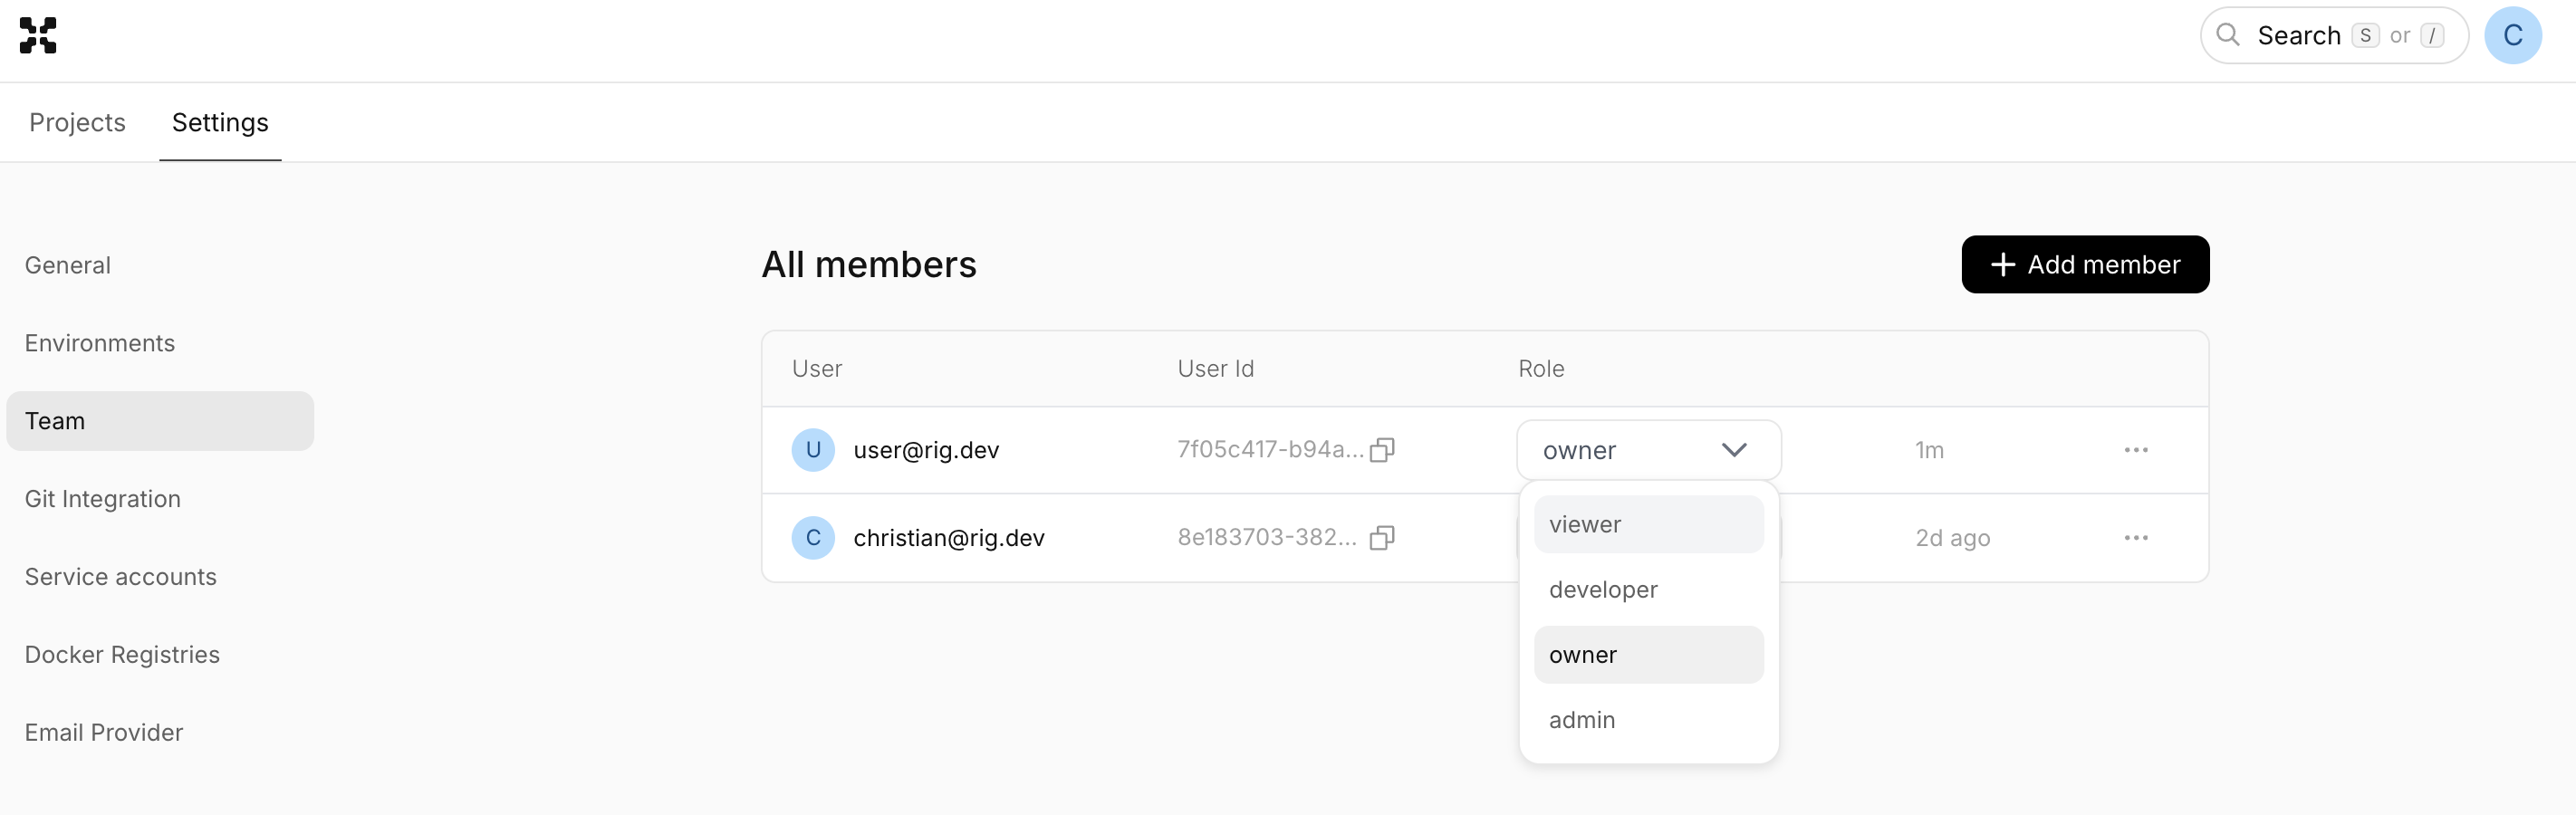 Search S or /
C
Projects Settings
General
Environments
Team
Git Integration
Service accounts
Docker Registries
Email Provider
All members
+ Add member
User User Id Role
U user@rig.dev 7f05c417-b94a... owner 1m ...
C christian@rig.dev 8e183703-382... 2d ago ...
viewer
developer
owner
admin